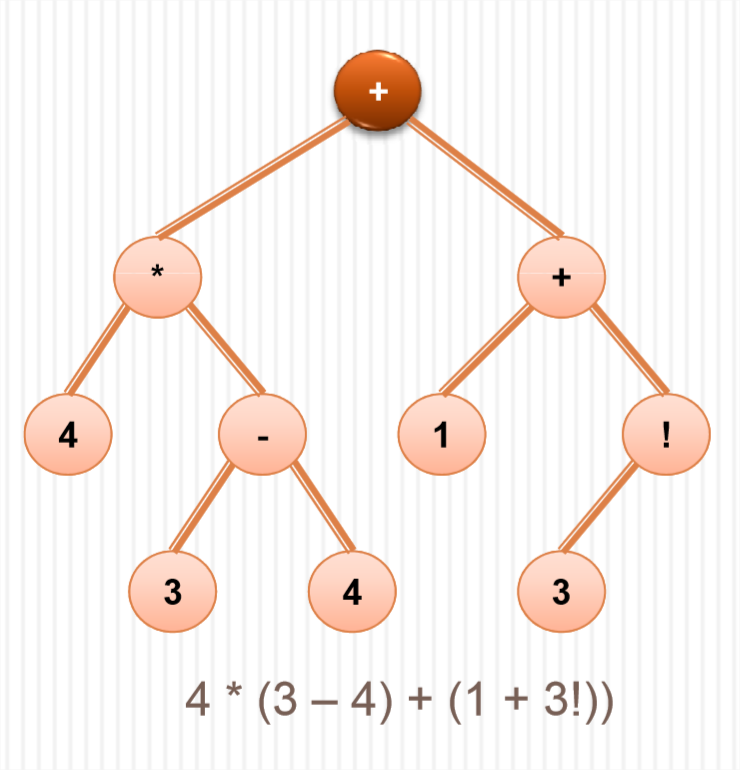 +
* +
4 - 1 !
3 4 3
4 * (3 – 4) + (1 + 3!))